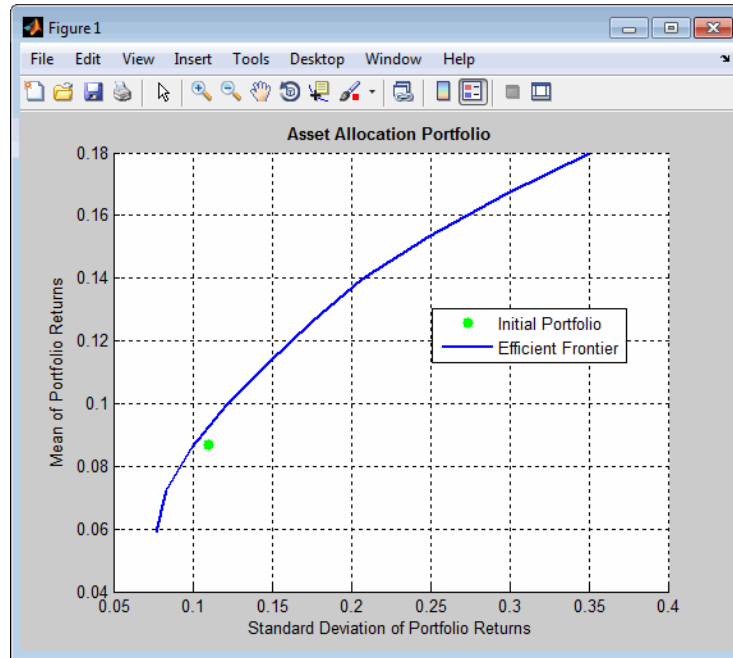 Figure 1
File Edit View Insert Tools Desktop Window Help
Asset Allocation Portfolio
0.18
0.16
0.14
0.12
0.1
0.08
0.06
0.04
Mean of Portfolio Returns
Initial Portfolio
Efficient Frontier
0.05 0.1 0.15 0.2 0.25 0.3 0.35 0.4
Standard Deviation of Portfolio Returns